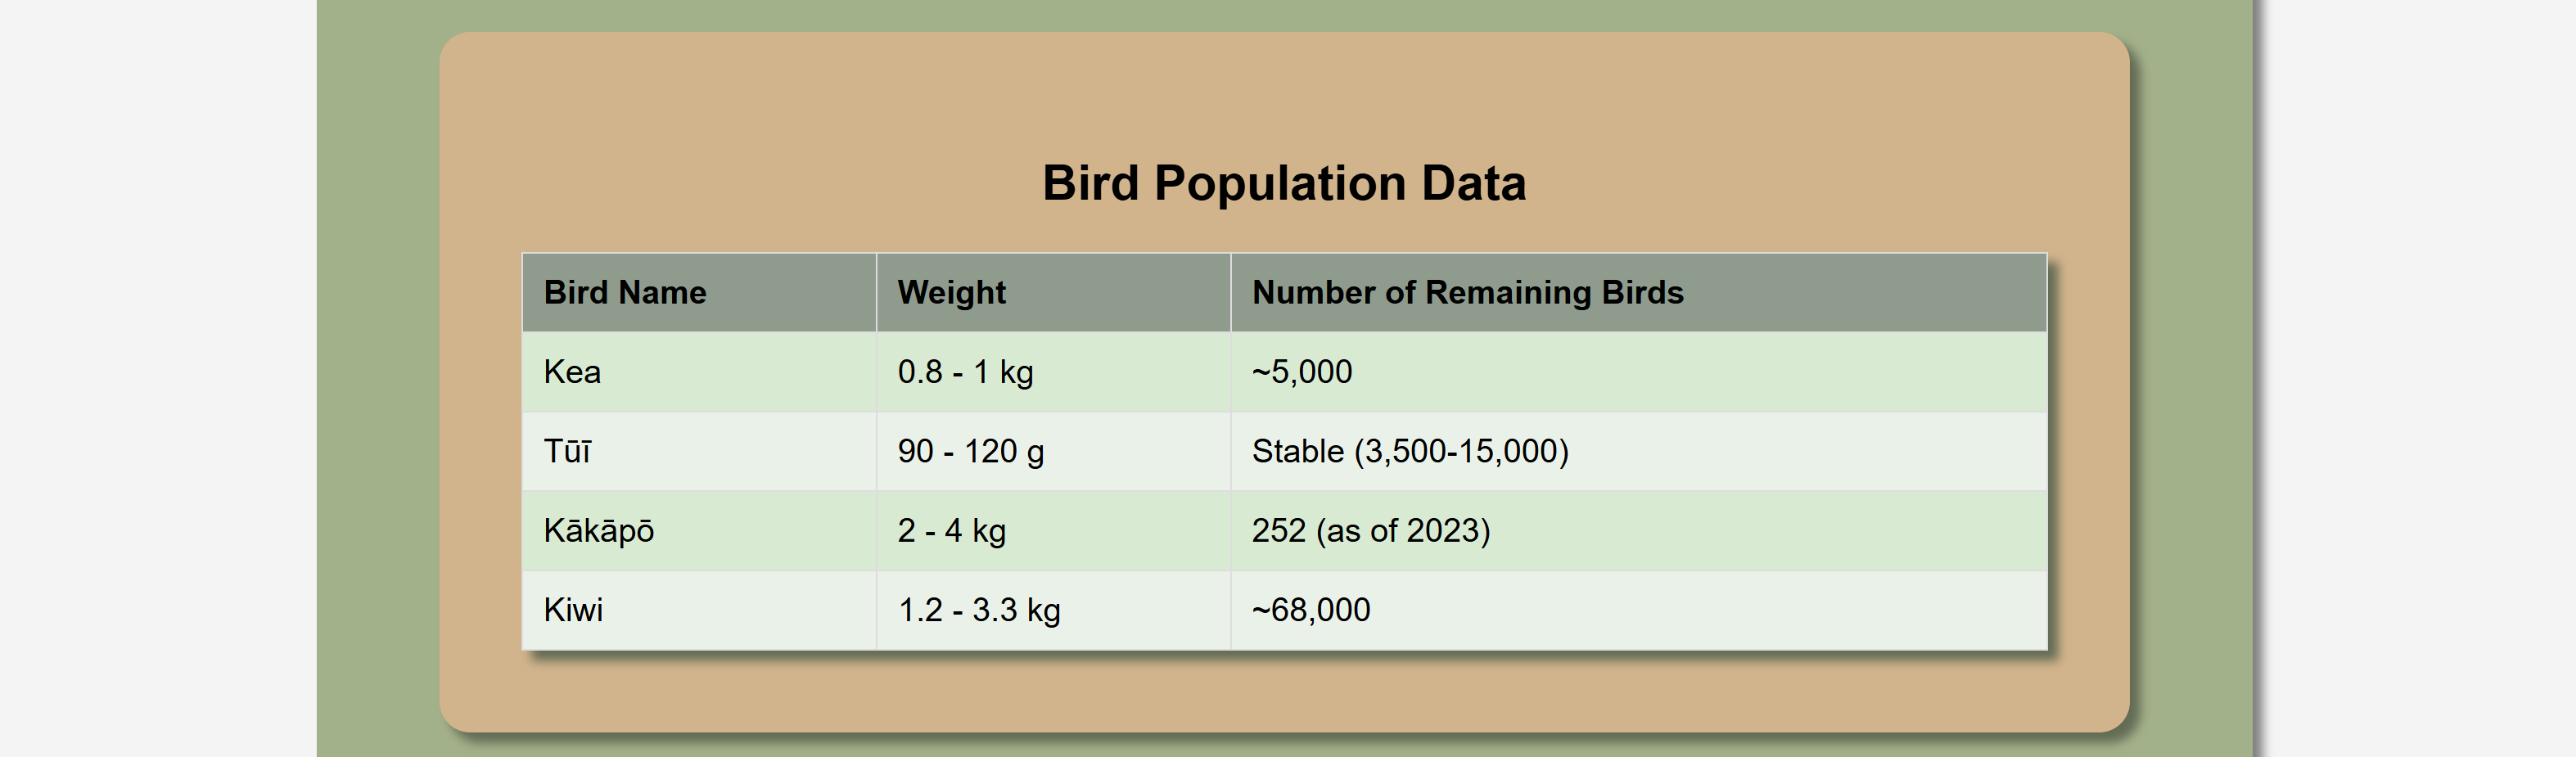 Bird Population Data
Bird Name Weight Number of Remaining Birds
Kea 0.8 - 1 kg ~5,000
Tūī 90 - 120 g Stable (3,500-15,000)
Kākāpō 2 - 4 kg 252 (as of 2023)
Kiwi 1.2 - 3.3 kg ~68,000